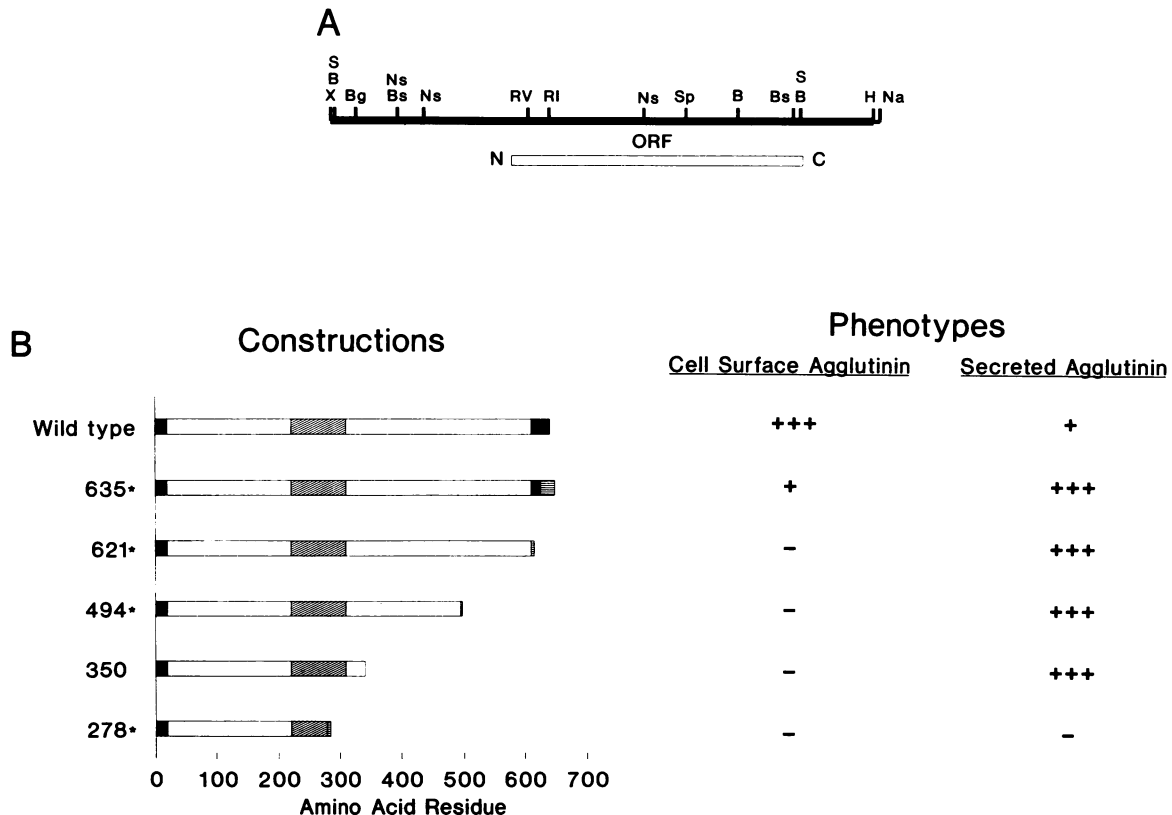 A
S S
B Ns B
X Bg Bs Ns RV RI Ns Sp B Bs B H Na
ORF
N C
B Constructions Phenotypes
Cell Surface Agglutinin Secreted Agglutinin
Wild type +++ +
635* + +++
621* – +++
494* – +++
350 – +++
278* – –
0 100 200 300 400 500 600 700
Amino Acid Residue